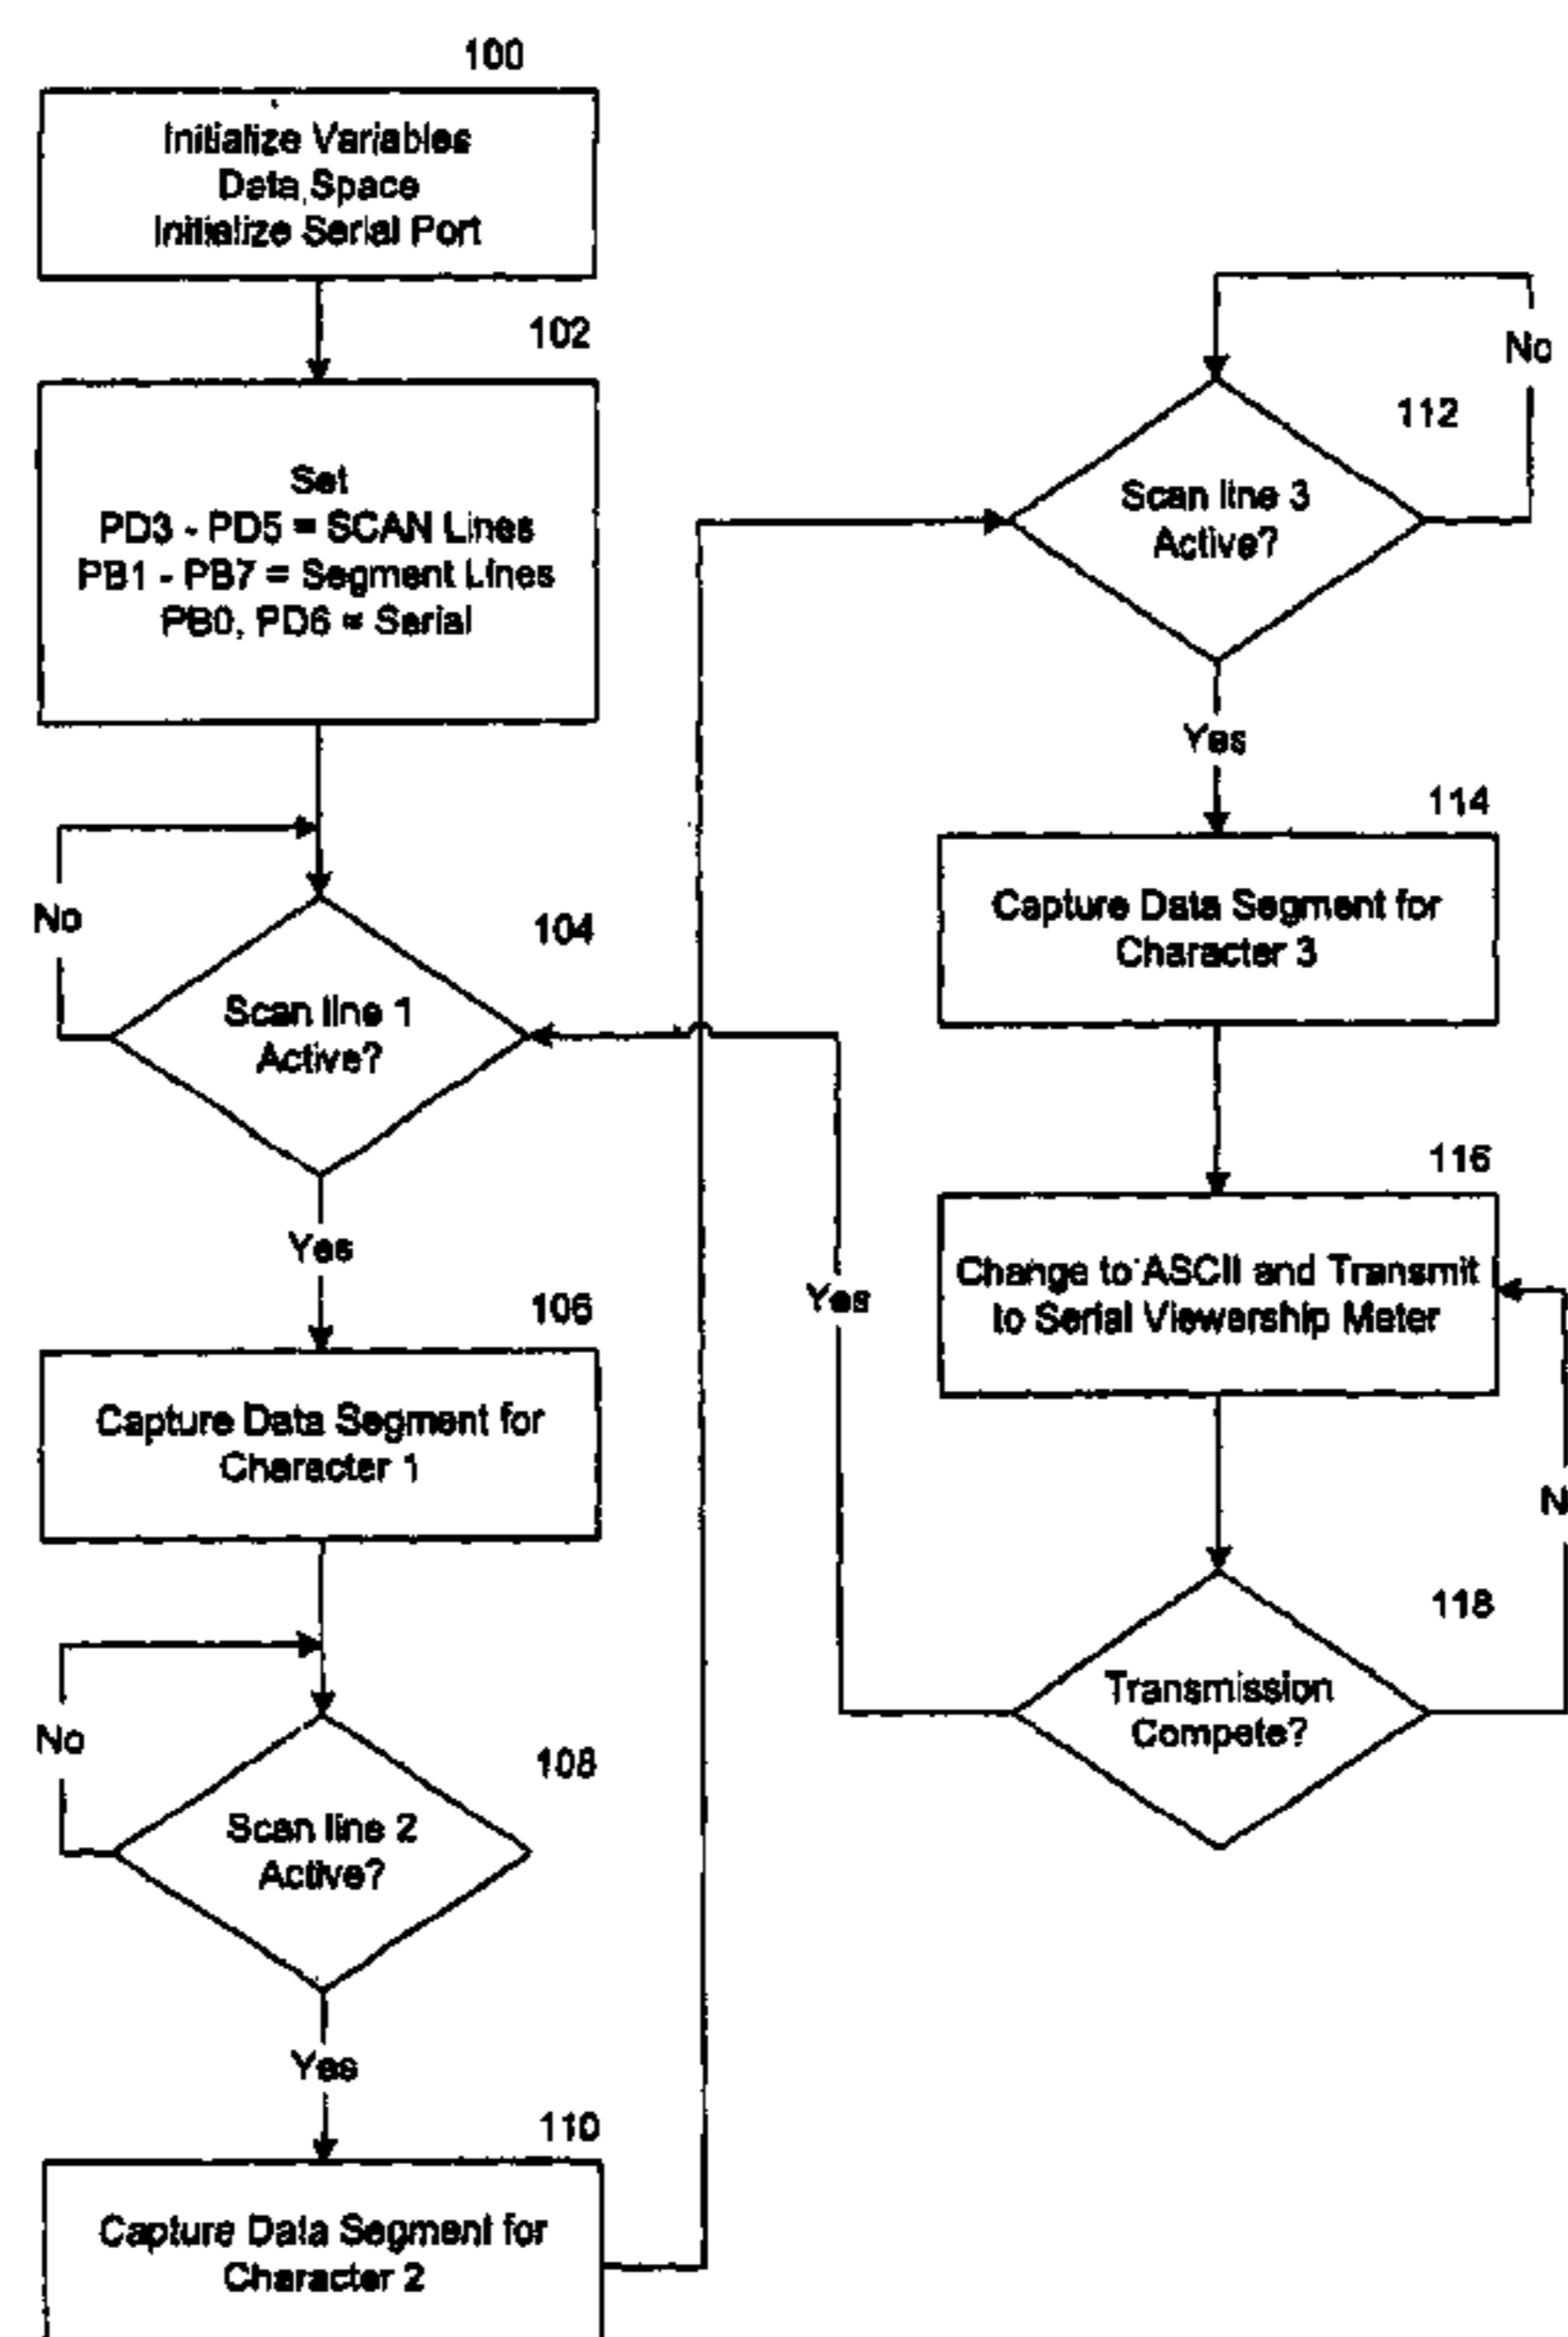 100
Initialize Variables
Data Space
Initialize Serial Port
102
Set
PD3 - PD5 = SCAN Lines
PB1 - PB7 = Segment Lines
PB0, PD6 = Serial
No
104
Scan line 1
Active?
Yes
106
Capture Data Segment for
Character 1
No
108
Scan line 2
Active?
Yes
110
Capture Data Segment for
Character 2
No
112
Scan line 3
Active?
Yes
114
Capture Data Segment for
Character 3
116
Change to ASCII and Transmit
to Serial Viewership Meter
Yes
N
118
Transmission
Compete?